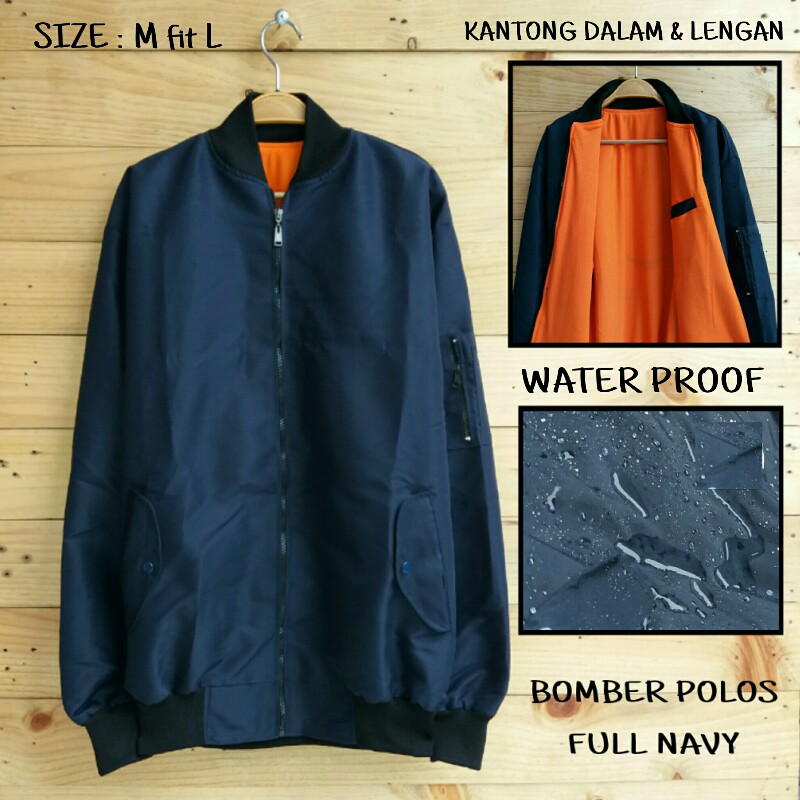 SIZE : M fit L
KANTONG DALAM & LENGAN
WATER PROOF
BOMBER POLOS
FULL NAVY